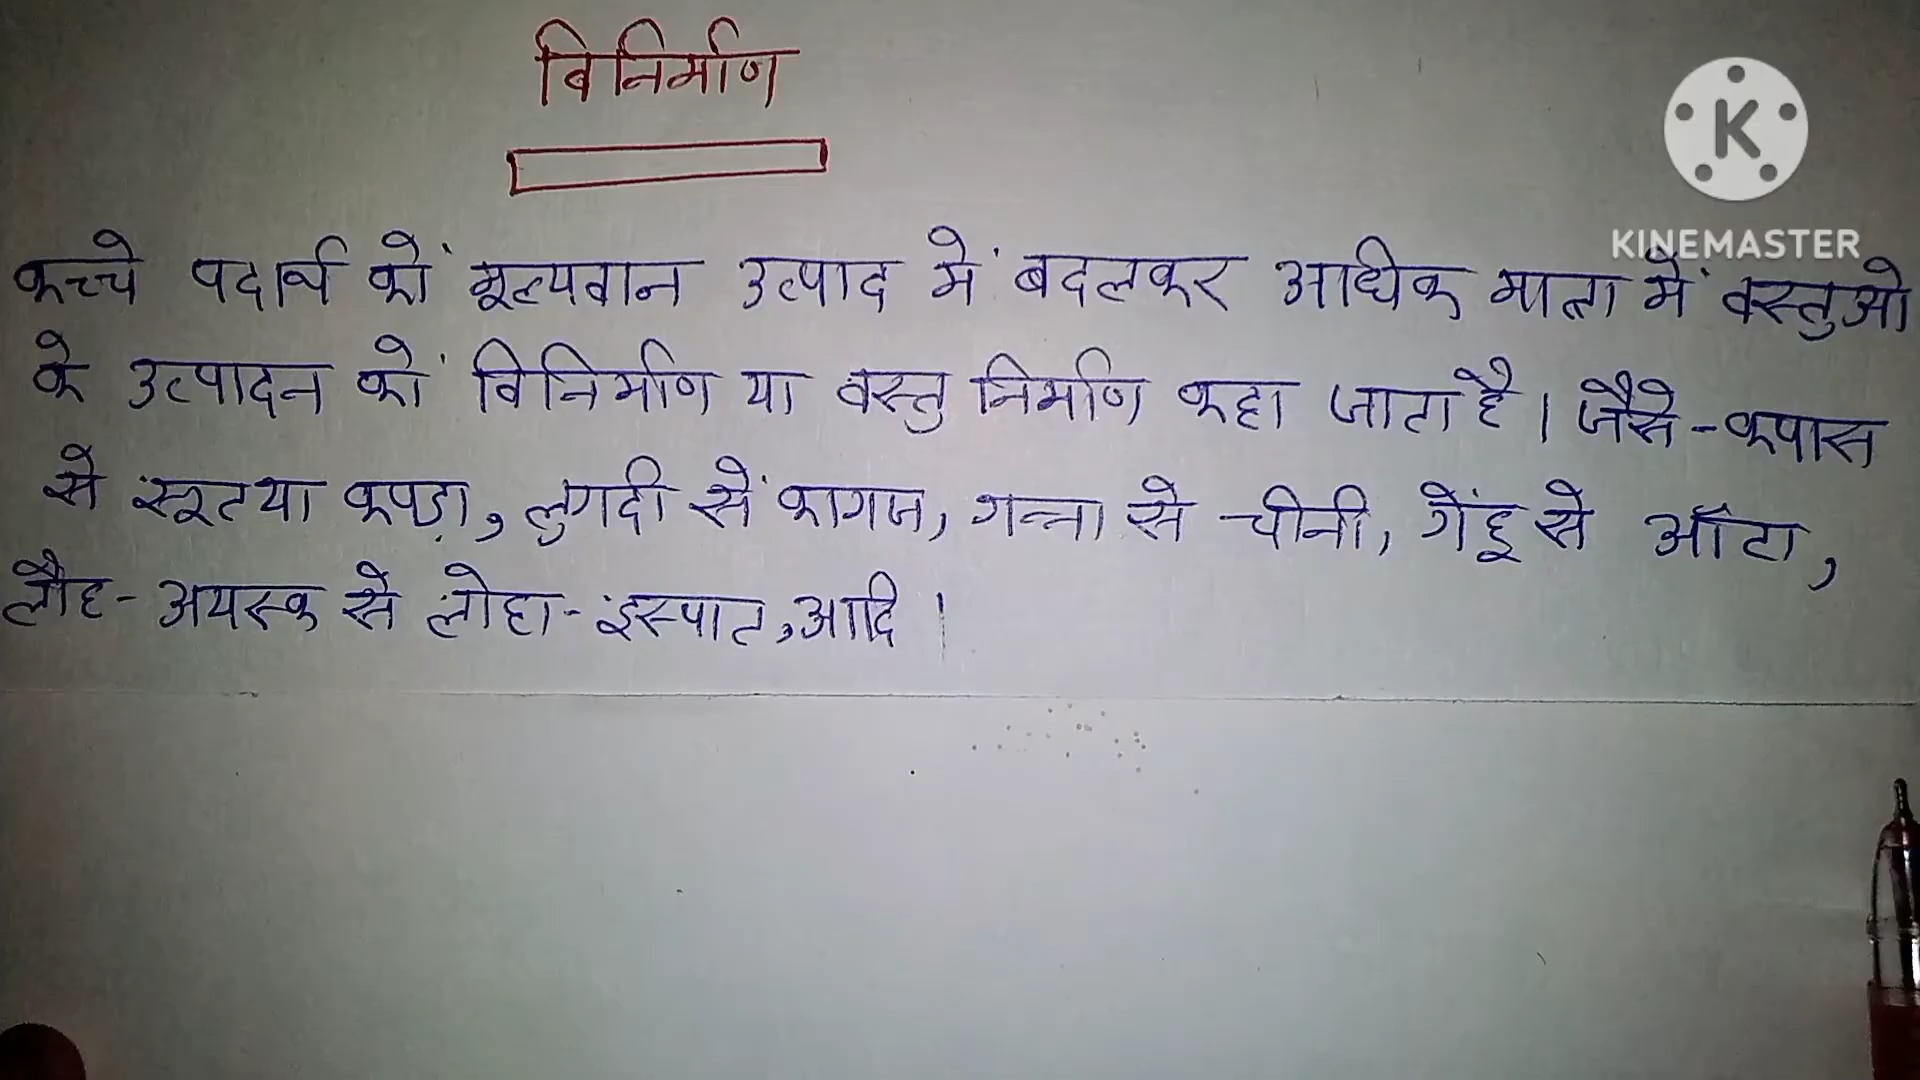 विनिर्माण
K
KINEMASTER
कच्चे पदार्थ कों मूल्यवान उत्पाद में बदलकर अधिक मात्रा में वस्तुओ
के उत्पादन कों विनिर्माण या वस्तु निर्माण कहा जाता है। जैसे-कपास
से सूत या कपड़ा, लुगदी सें कागज, गन्ना से चीनी, गेंहू से ऑटा,
लौह-अयस्क से लोहा-इस्पात, आदि।